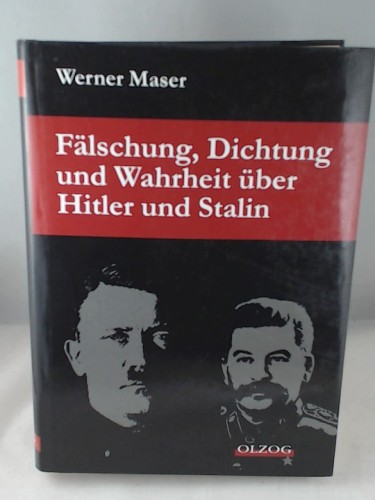 Werner Maser
Fälschung, Dichtung
und Wahrheit über
Hitler und Stalin
OLZOG